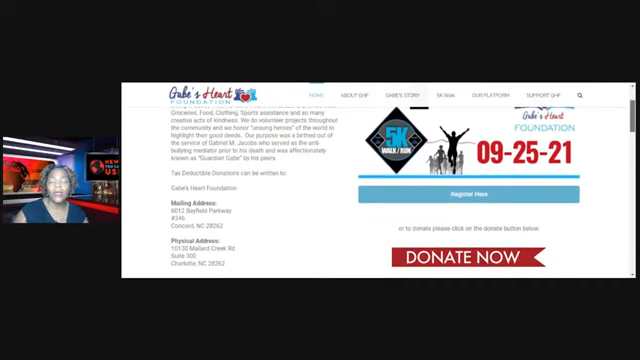 NEWS
YOU CAN
USE
Gabe's Heart
FOUNDATION
HOME
ABOUT GHF
GABE'S STORY
5K Walk
OUR PLATFORM
SUPPORT GHF
Groceries, Food, Clothing, Sports assistance and so many
creative acts of kindness. We do volunteer projects throughout
the community and we honor "unsung heroes" of the world to
highlight their good deeds. Our purpose was a birthed out of
the service of Gabriel M. Jacobs who served as the anti-
bullying mediator prior to his death and was affectionately
known as "Guardian Gabe" by his peers.
Tax Deductible Donations can be written to:
Gabe's Heart Foundation
Mailing Address:
6012 Bayfield Parkway
#346
Concord, NC 28262
Physical Address:
10130 Mallard Creek Rd
Suite 300
Charlotte, NC 28262
5K
WALK/RUN
Gabe's Heart
FOUNDATION
09-25-21
Register Here
or to donate please click on the donate button below
DONATE NOW